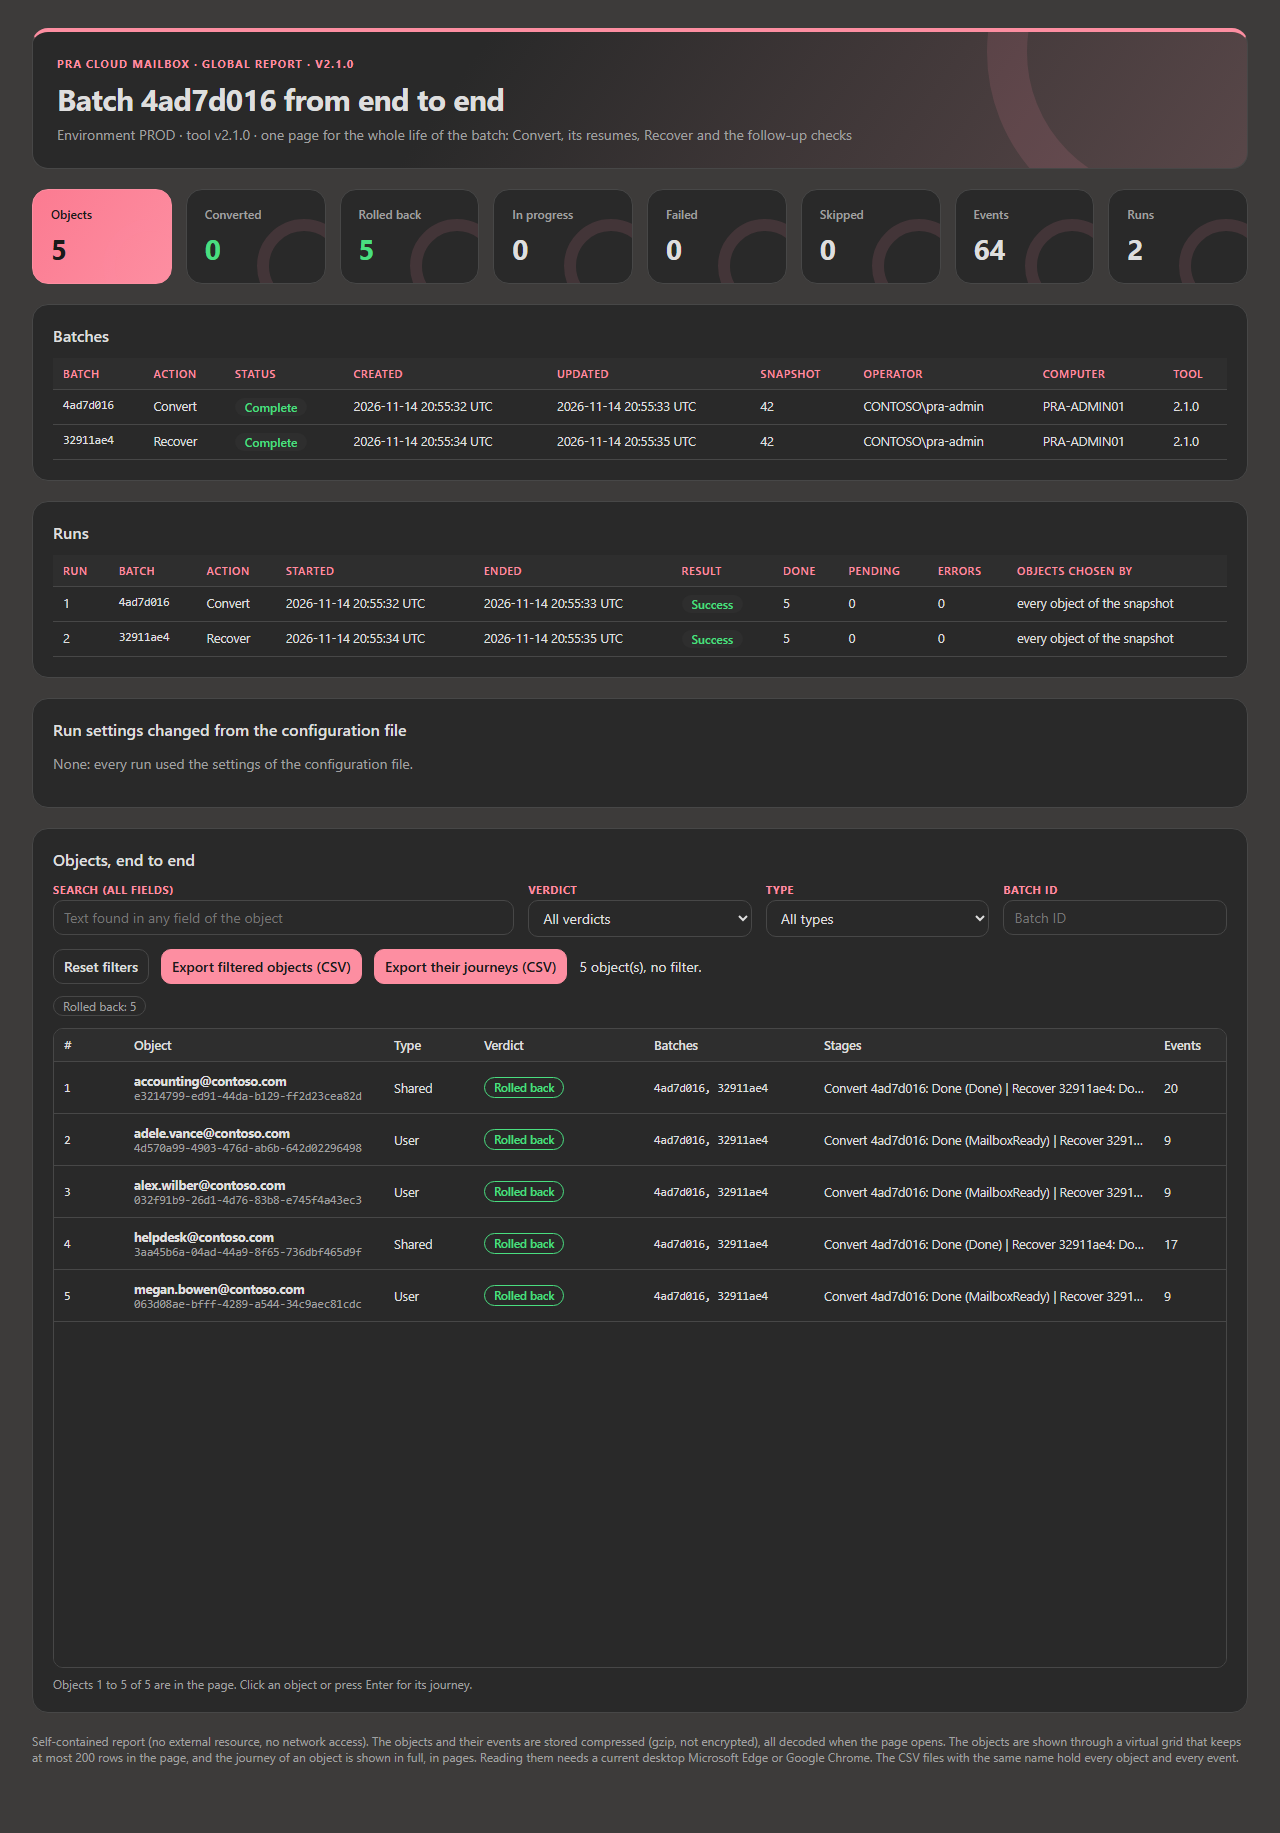 PRA CLOUD MAILBOX · GLOBAL REPORT · V2.1.0
Batch 4ad7d016 from end to end
Environment PROD · tool v2.1.0 · one page for the whole life of the batch: Convert, its resumes, Recover and the follow-up checks
Objects Converted Rolled back In progress Failed Skipped Events Runs
5 0 5 0 0 0 64 2
Batches
BATCH ACTION STATUS CREATED UPDATED SNAPSHOT OPERATOR COMPUTER TOOL
4ad7d016 Convert Complete 2026-11-14 20:55:32 UTC 2026-11-14 20:55:33 UTC 42 CONTOSO\pra-admin PRA-ADMIN01 2.1.0
32911ae4 Recover Complete 2026-11-14 20:55:34 UTC 2026-11-14 20:55:35 UTC 42 CONTOSO\pra-admin PRA-ADMIN01 2.1.0
Runs
RUN BATCH ACTION STARTED ENDED RESULT DONE PENDING ERRORS OBJECTS CHOSEN BY
1 4ad7d016 Convert 2026-11-14 20:55:32 UTC 2026-11-14 20:55:33 UTC Success 5 0 0 every object of the snapshot
2 32911ae4 Recover 2026-11-14 20:55:34 UTC 2026-11-14 20:55:35 UTC Success 5 0 0 every object of the snapshot
Run settings changed from the configuration file
None: every run used the settings of the configuration file.
Objects, end to end
SEARCH (ALL FIELDS) VERDICT TYPE BATCH ID
Text found in any field of the object All verdicts All types Batch ID
Reset filters Export filtered objects (CSV) Export their journeys (CSV) 5 object(s), no filter.
Rolled back: 5
# Object Type Verdict Batches Stages Events
1 accounting@contoso.com Shared Rolled back 4ad7d016, 32911ae4 Convert 4ad7d016: Done (Done) | Recover 32911ae4: Do... 20
e3214799-ed91-44da-b129-ff2d23cea82d
2 adele.vance@contoso.com User Rolled back 4ad7d016, 32911ae4 Convert 4ad7d016: Done (MailboxReady) | Recover 3291... 9
4d570a99-4903-476d-ab6b-642d02296498
3 alex.wilber@contoso.com User Rolled back 4ad7d016, 32911ae4 Convert 4ad7d016: Done (MailboxReady) | Recover 3291... 9
032f91b9-26d1-4d76-83b8-e745f4a43ec3
4 helpdesk@contoso.com Shared Rolled back 4ad7d016, 32911ae4 Convert 4ad7d016: Done (Done) | Recover 32911ae4: Do... 17
3aa45b6a-04ad-44a9-8f65-736dbf465d9f
5 megan.bowen@contoso.com User Rolled back 4ad7d016, 32911ae4 Convert 4ad7d016: Done (MailboxReady) | Recover 3291... 9
063d08ae-bfff-4289-a544-34c9aec81cdc
Objects 1 to 5 of 5 are in the page. Click an object or press Enter for its journey.
Self-contained report (no external resource, no network access). The objects and their events are stored compressed (gzip, not encrypted), all decoded when the page opens. The objects are shown through a virtual grid that keeps
at most 200 rows in the page, and the journey of an object is shown in full, in pages. Reading them needs a current desktop Microsoft Edge or Google Chrome. The CSV files with the same name hold every object and every event.